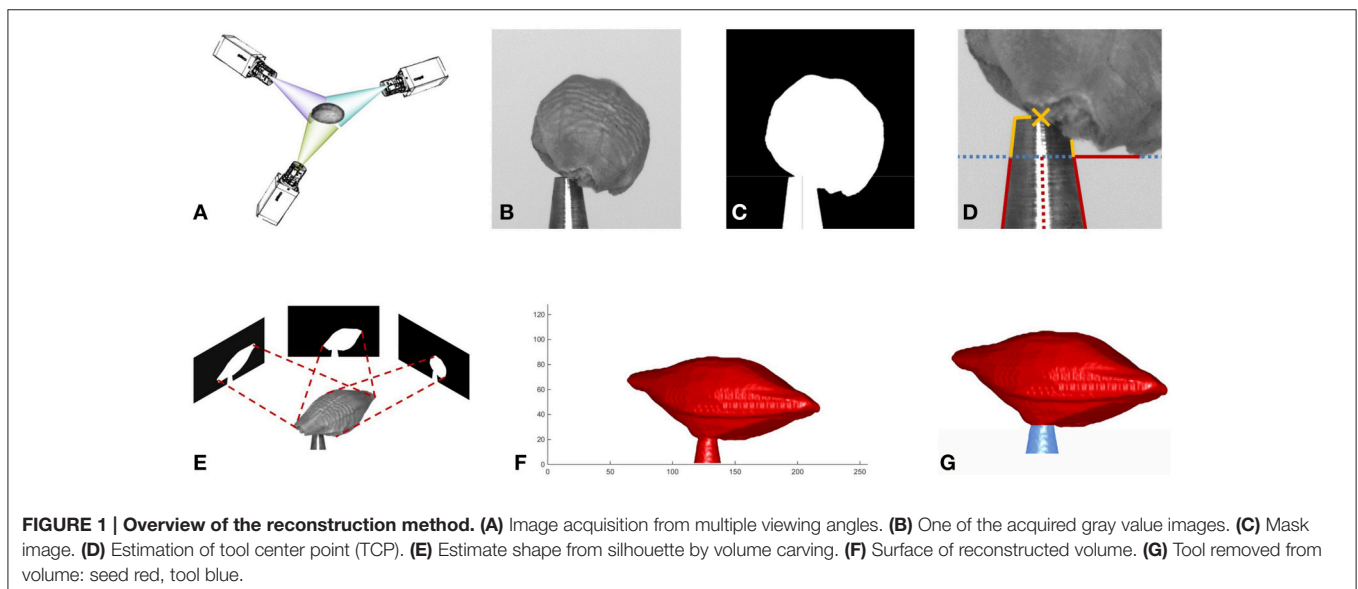 A
B
C
D
E
F
120
100
80
60
40
20
0
0 50 100 150 200 250
G
FIGURE 1 | Overview of the reconstruction method. (A) Image acquisition from multiple viewing angles. (B) One of the acquired gray value images. (C) Mask
image. (D) Estimation of tool center point (TCP). (E) Estimate shape from silhouette by volume carving. (F) Surface of reconstructed volume. (G) Tool removed from
volume: seed red, tool blue.